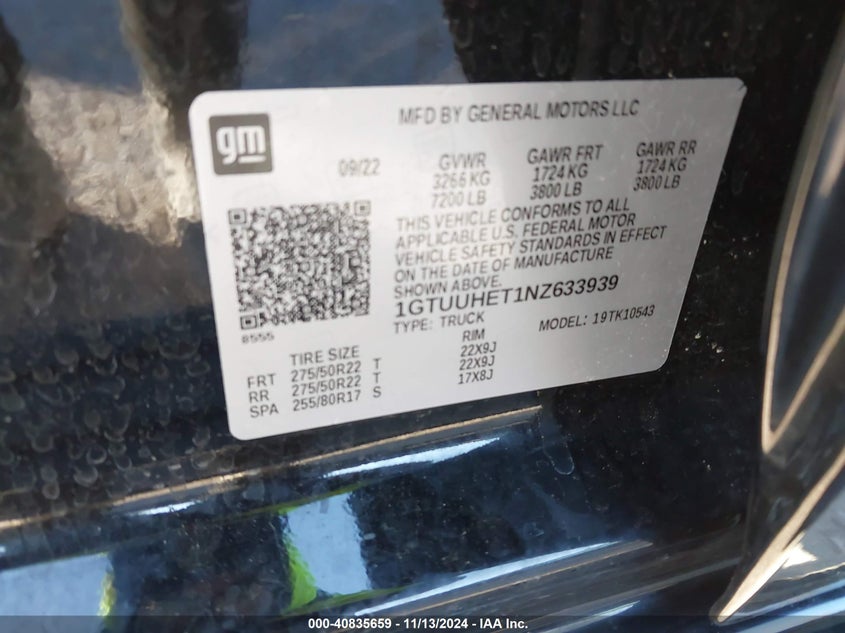 gm
MFD BY GENERAL MOTORS LLC
09/22
GVWR GAWR FRT GAWR RR
3266 KG 1724 KG 1724 KG
7200 LB 3800 LB 3800 LB
THIS VEHICLE CONFORMS TO ALL
APPLICABLE U.S. FEDERAL MOTOR
VEHICLE SAFETY STANDARDS IN EFFECT
ON THE DATE OF MANUFACTURE
SHOWN ABOVE.
1GTUUHET1NZ633939
TYPE: TRUCK MODEL: 19TK10543
8555
TIRE SIZE RIM
FRT 275/50R22 T 22X9J
RR 275/50R22 T 22X9J
SPA 255/80R17 S 17X8J
000-40835659 - 11/13/2024 - IAA Inc.